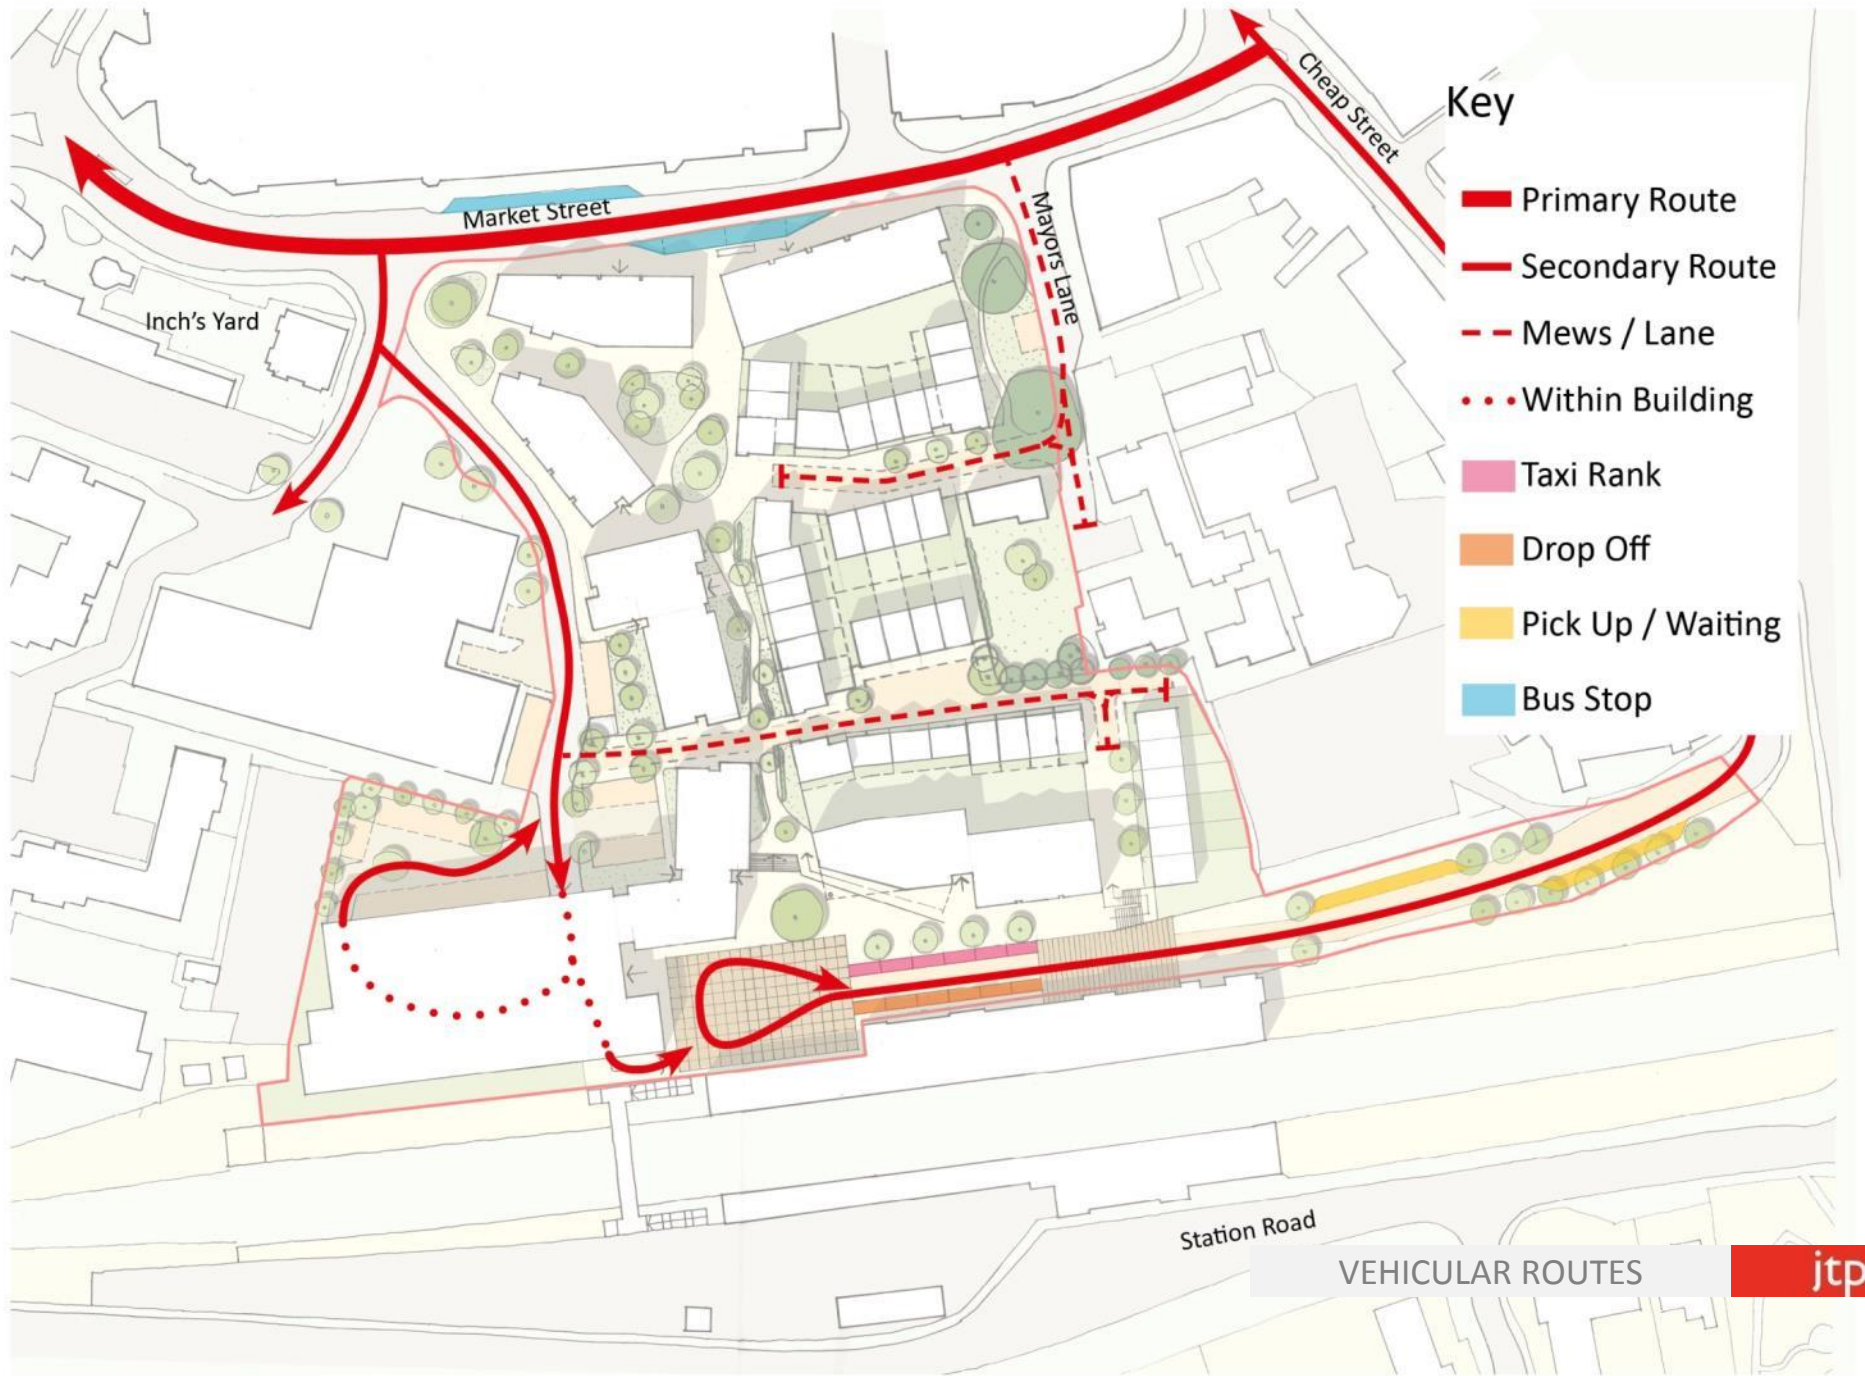 Cheap Street
Key
Primary Route
Market Street
Mayors Lane
Secondary Route
Inch's Yard
Mews / Lane
Within Building
Taxi Rank
Drop Off
Pick Up / Waiting
Bus Stop
Station Road
VEHICULAR ROUTES
jtp